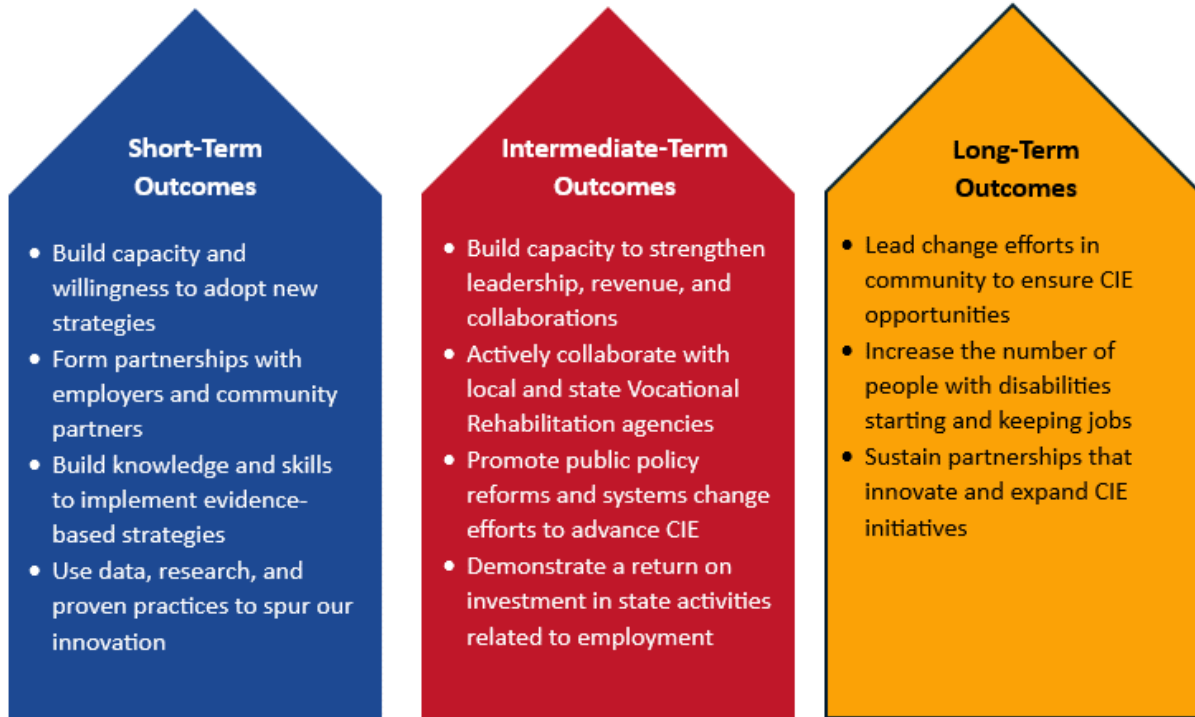 Short-Term
Outcomes
• Build capacity and
willingness to adopt new
strategies
• Form partnerships with
employers and community
partners
• Build knowledge and skills
to implement evidence-
based strategies
• Use data, research, and
proven practices to spur our
innovation
Intermediate-Term
Outcomes
• Build capacity to strengthen
leadership, revenue, and
collaborations
• Actively collaborate with
local and state Vocational
Rehabilitation agencies
• Promote public policy
reforms and systems change
efforts to advance CIE
• Demonstrate a return on
investment in state activities
related to employment
Long-Term
Outcomes
• Lead change efforts in
community to ensure CIE
opportunities
• Increase the number of
people with disabilities
starting and keeping jobs
• Sustain partnerships that
innovate and expand CIE
initiatives